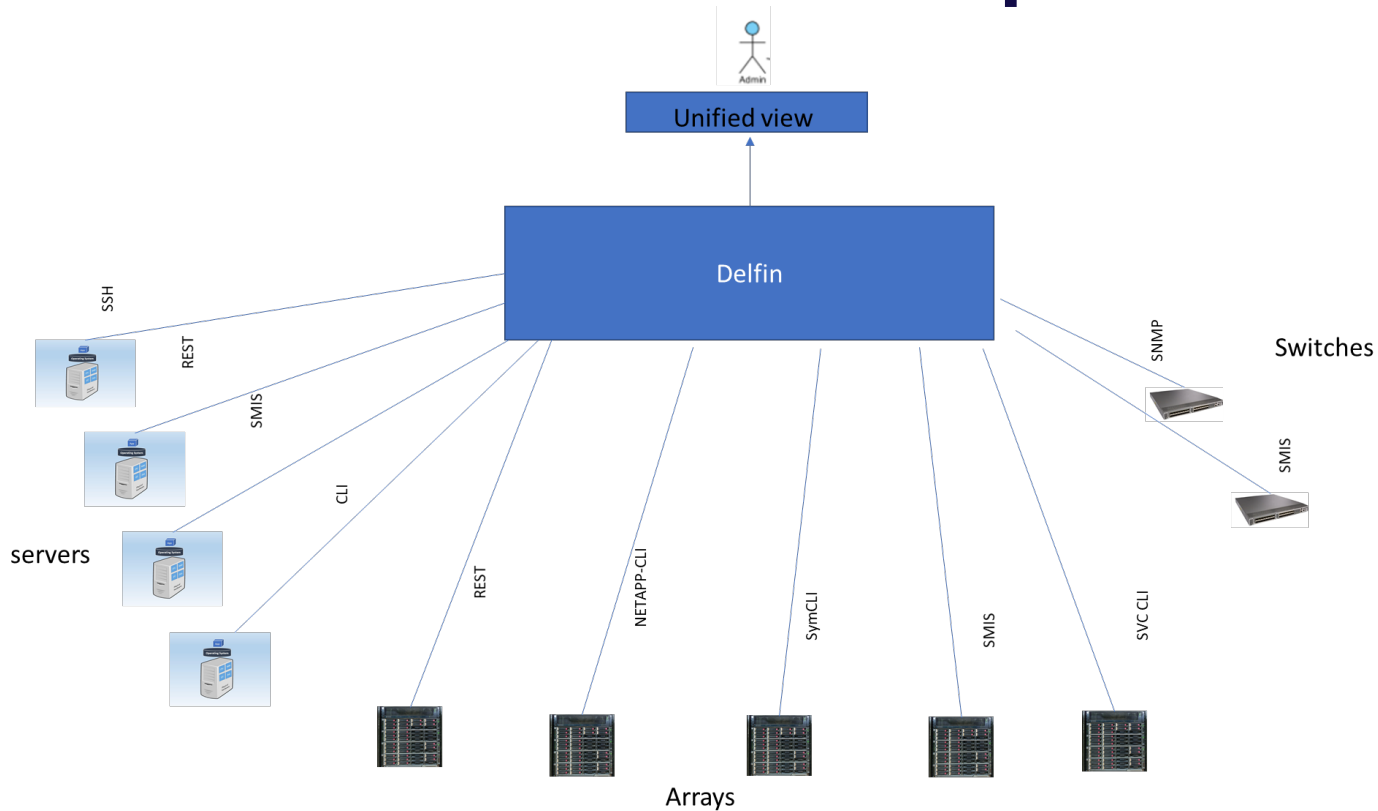 Admin
Unified view
Delfin
SSH
REST
SMIS
CLI
REST
NETAPP-CLI
SymCLI
SMIS
SVC CLI
SNMP
SMIS
Switches
servers
Arrays